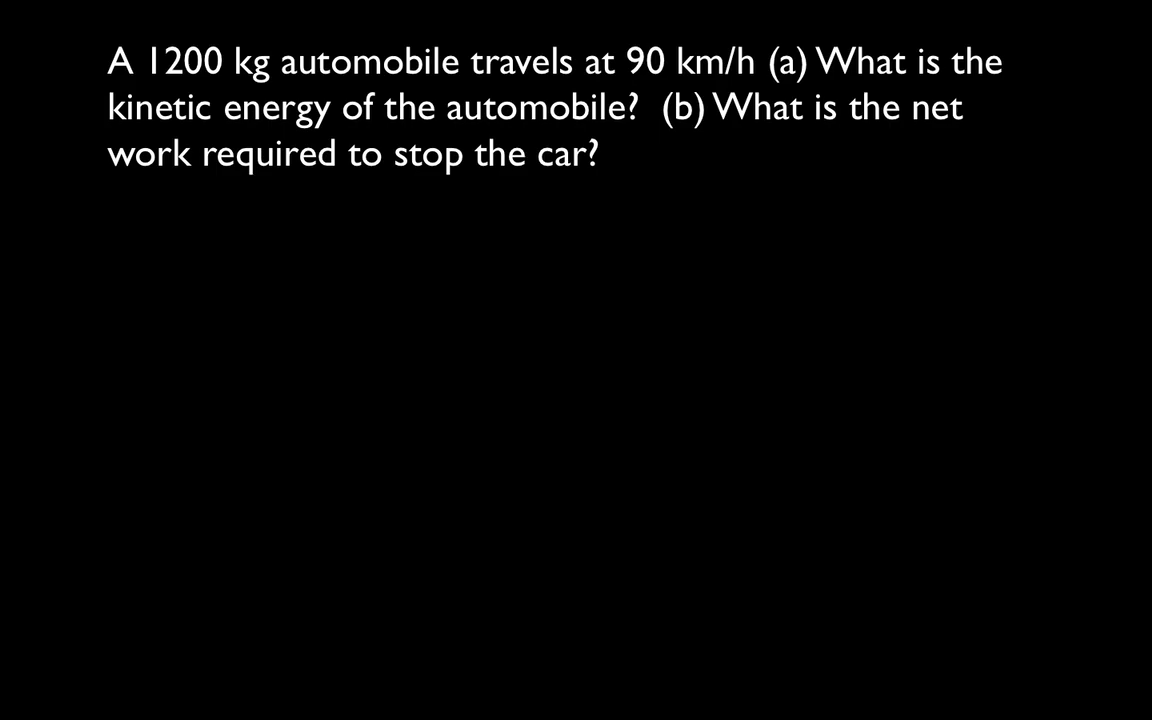 A 1200 kg automobile travels at 90 km/h (a) What is the
kinetic energy of the automobile?  (b) What is the net
work required to stop the car?